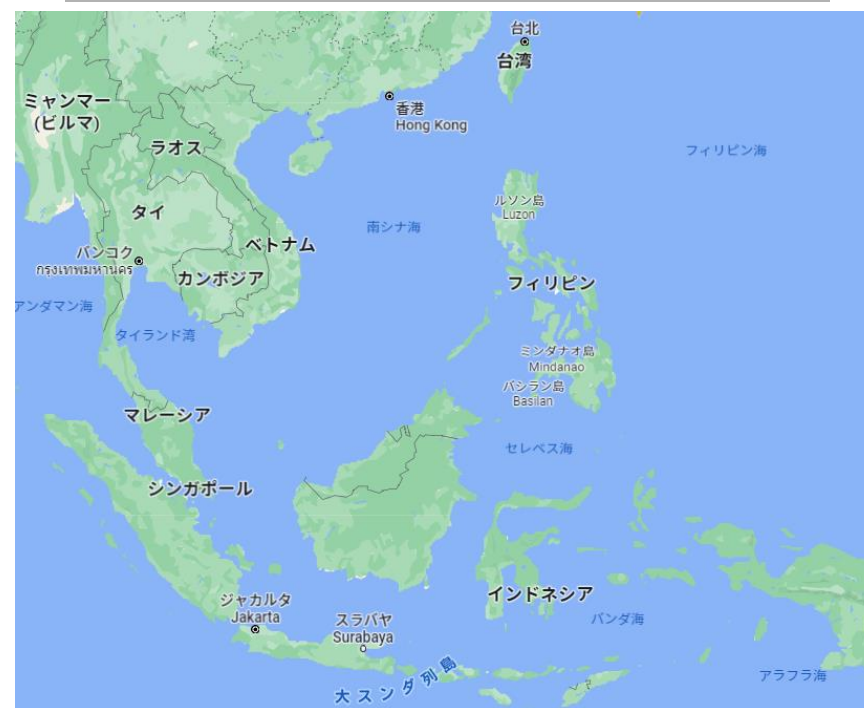 台北
台湾
ミャンマー
(ビルマ)
香港
Hong Kong
ラオス
フィリピン海
タイ
ルソン島
Luzon
南シナ海
ベトナム
バンコク
กรุงเทพมหานคร
カンボジア
フィリピン
アンダマン海
タイランド湾
ミンダナオ島
Mindanao
バシラン島
Basilan
マレーシア
セレベス海
シンガポール
インドネシア
ジャカルタ
Jakarta
スラバヤ
Surabaya
バンダ海
大スンダ列島
アラフラ海